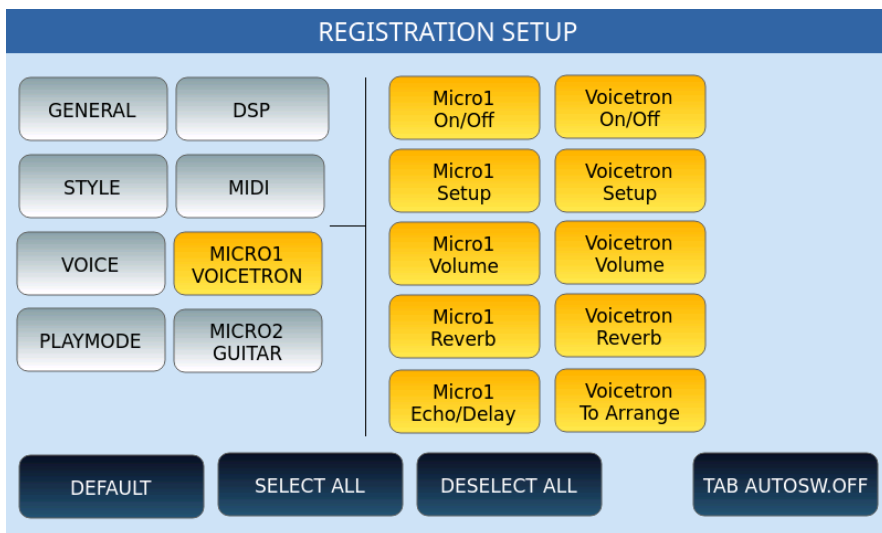 REGISTRATION SETUP
GENERAL
DSP
STYLE
MIDI
VOICE
MICRO1
VOICETRON
PLAYMODE
MICRO2
GUITAR
Micro1
On/Off
Voicetron
On/Off
Micro1
Setup
Voicetron
Setup
Micro1
Volume
Voicetron
Volume
Micro1
Reverb
Voicetron
Reverb
Micro1
Echo/Delay
Voicetron
To Arrange
DEFAULT
SELECT ALL
DESELECT ALL
TAB AUTOSW.OFF